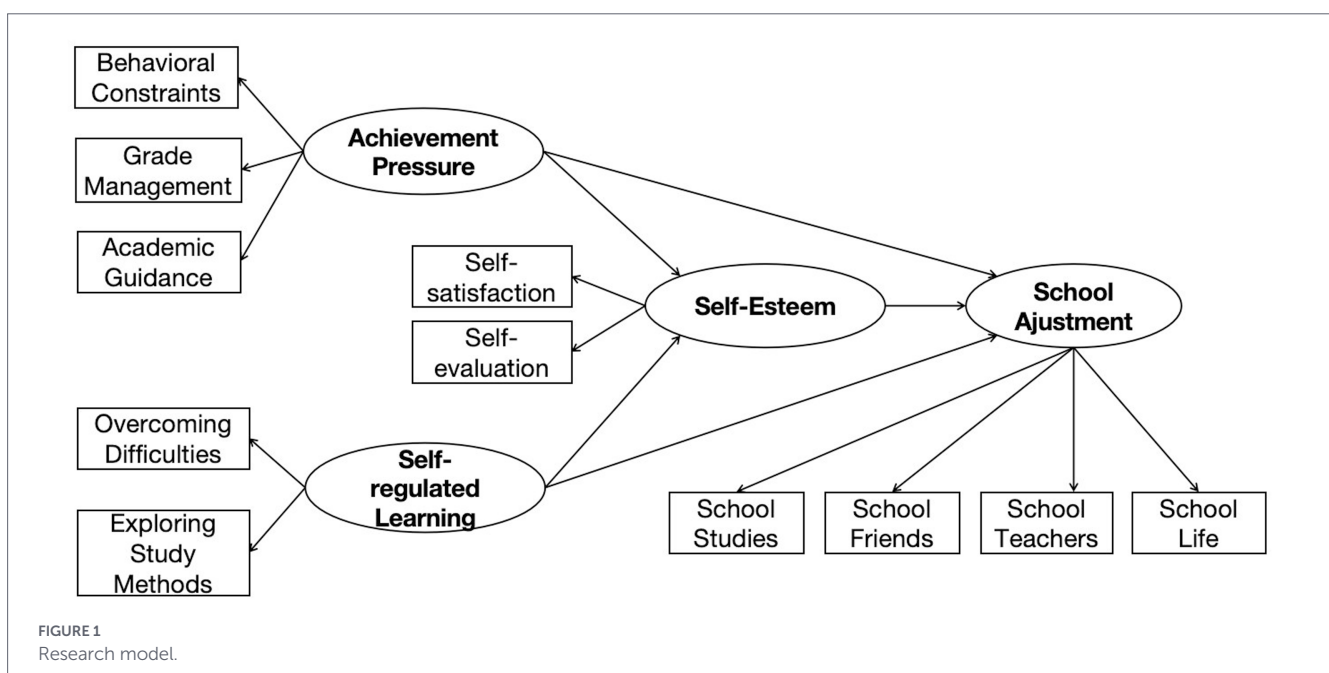 Behavioral
Constraints
Achievement
Pressure
Grade
Management
Academic
Guidance
Self-
satisfaction
Self-Esteem
School
Ajustment
Self-
evaluation
Overcoming
Difficulties
Self-
regulated
Learning
Exploring
Study
Methods
School
Studies
School
Friends
School
Teachers
School
Life
FIGURE 1
Research model.